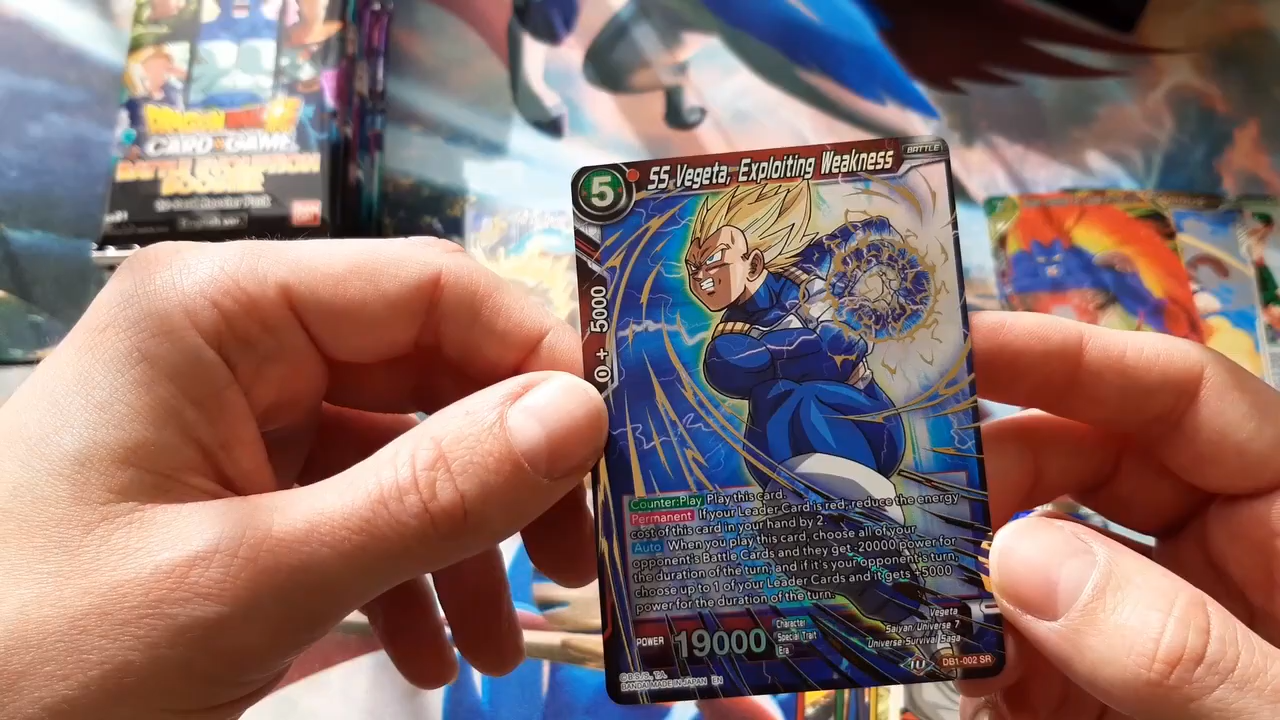 DRAGON BALL
CARD GAME
BATTLE EVOLUTION
BOOSTER
English ver.
5
SS Vegeta, Exploiting Weakness
BATTLE
0 + 5000
Counter:Play Play this card.
Permanent If your Leader Card is red, reduce the energy
cost of this card in your hand by 2.
Auto When you play this card, choose all of your
opponent's Battle Cards and they get -20000 power for
the duration of the turn, and if it's your opponent's turn,
choose up to 1 of your Leader Cards and it gets +5000
power for the duration of the turn.
POWER 19000
Character Vegeta
Special Trait Saiyan/Universe 7
Era Universe Survival Saga
©B.S./S., T.A.
BANDAI MADE IN JAPAN EN
DB1-002 SR